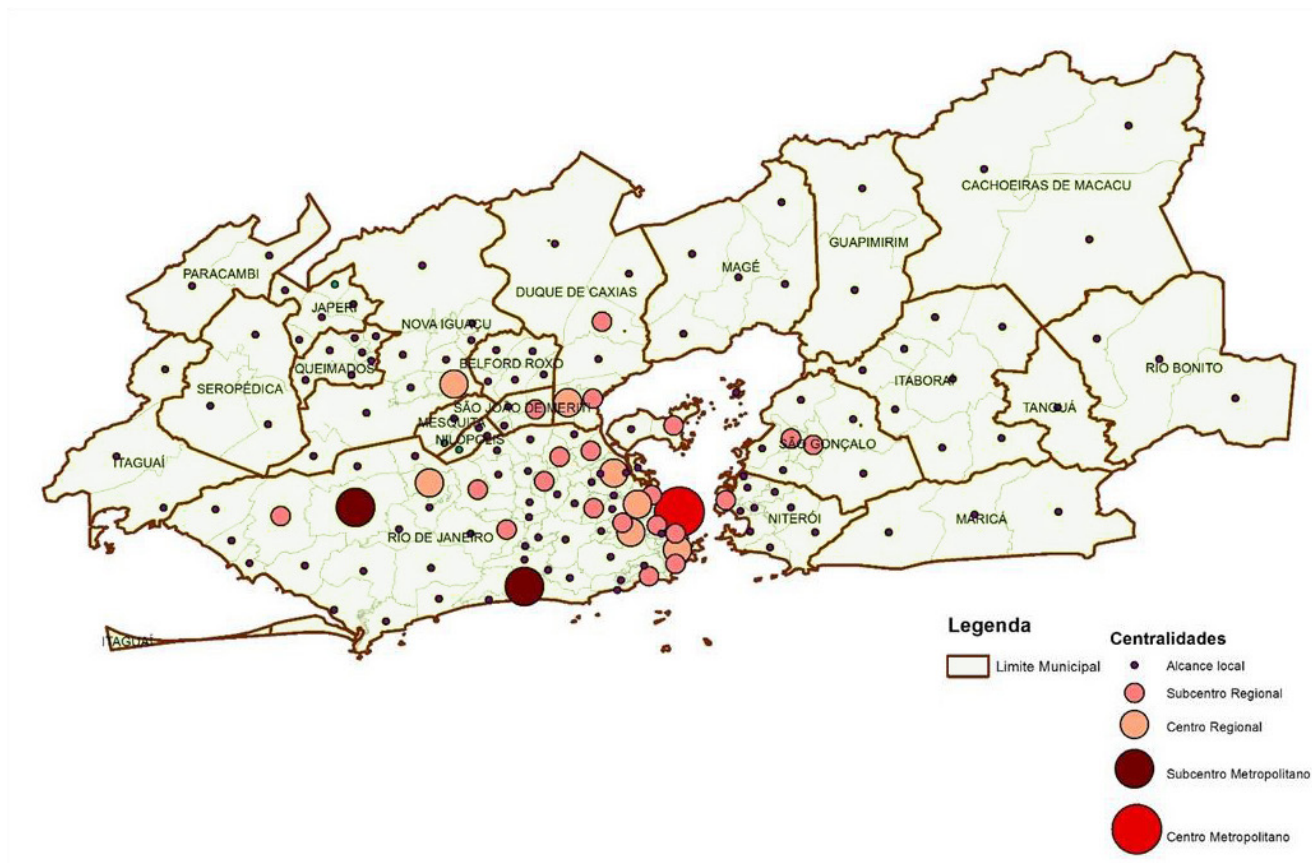 CACHOEIRAS DE MACACU
GUAPIMIRIM
PARACAMBI
MAGÉ
DUQUE DE CAXIAS
JAPERI
NOVA IGUAÇU
BELFORD ROXO
QUEIMADOS
RIO BONITO
SEROPÉDICA
ITABORAÍ
SÃO JOÃO DE MERITI
TANGUÁ
MESQUITA
NILÓPOLIS
SÃO GONÇALO
ITAGUAÍ
NITERÓI
MARICÁ
RIO DE JANEIRO
ITAGUAÍ
Legenda
Limite Municipal
Centralidades
Alcance local
Subcentro Regional
Centro Regional
Subcentro Metropolitano
Centro Metropolitano